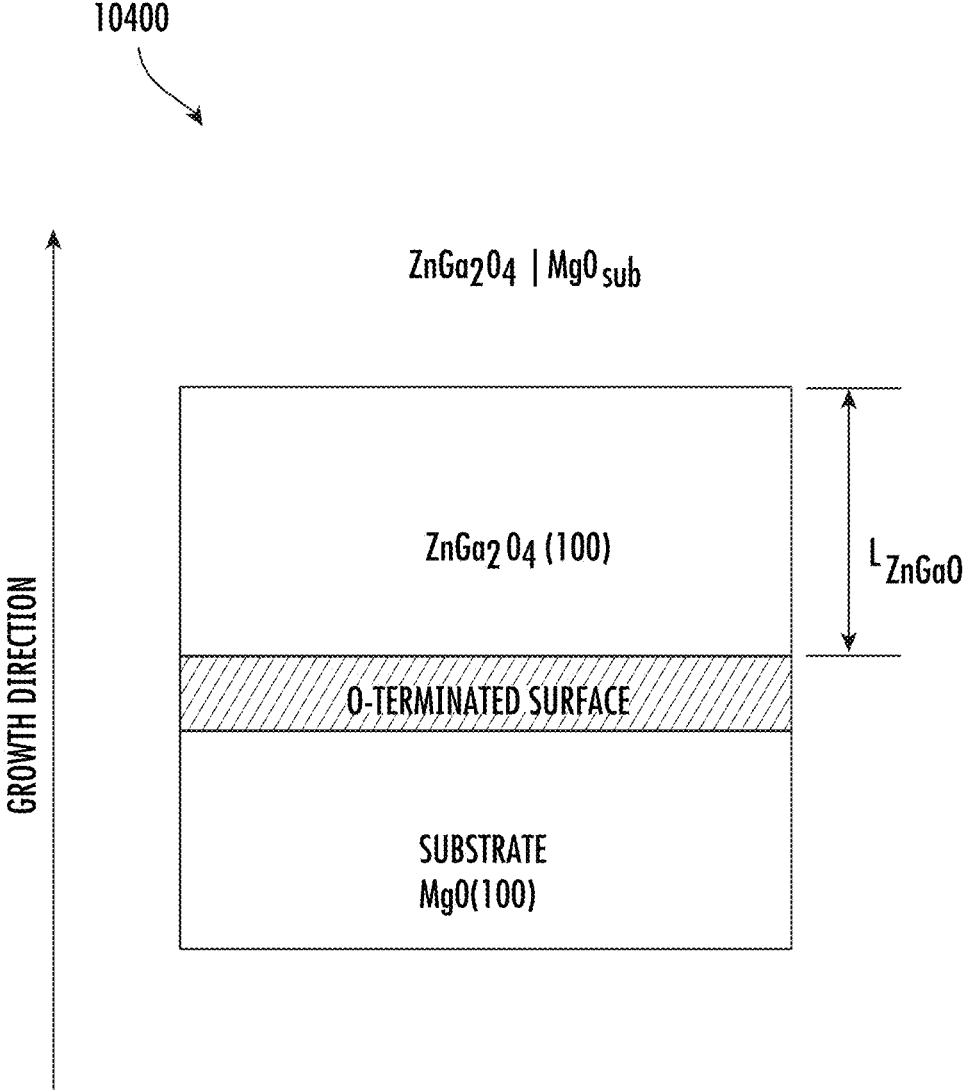 10400
ZnGa2O4 | MgOsub
ZnGa2O4 (100)
LZnGaO
O-TERMINATED SURFACE
GROWTH DIRECTION
SUBSTRATE
MgO(100)